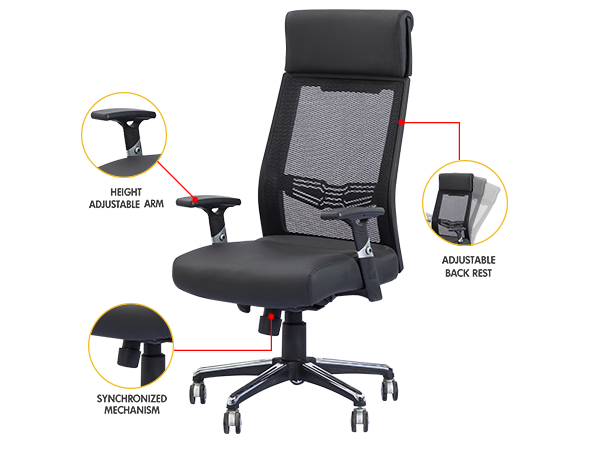 HEIGHT
ADJUSTABLE ARM
ADJUSTABLE
BACK REST
SYNCHRONIZED
MECHANISM